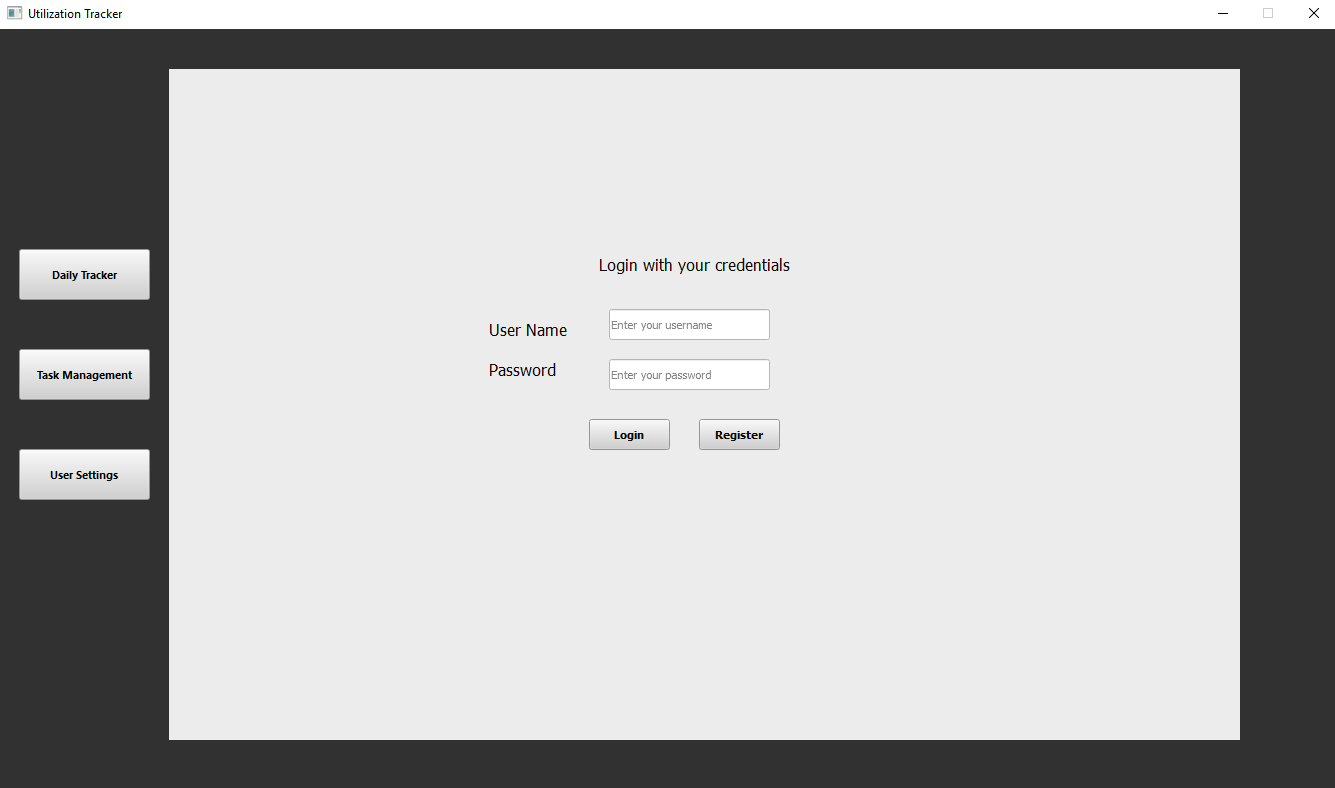 Utilization Tracker
Daily Tracker
Task Management
User Settings
Login with your credentials
User Name
Enter your username
Password
Enter your password
Login
Register